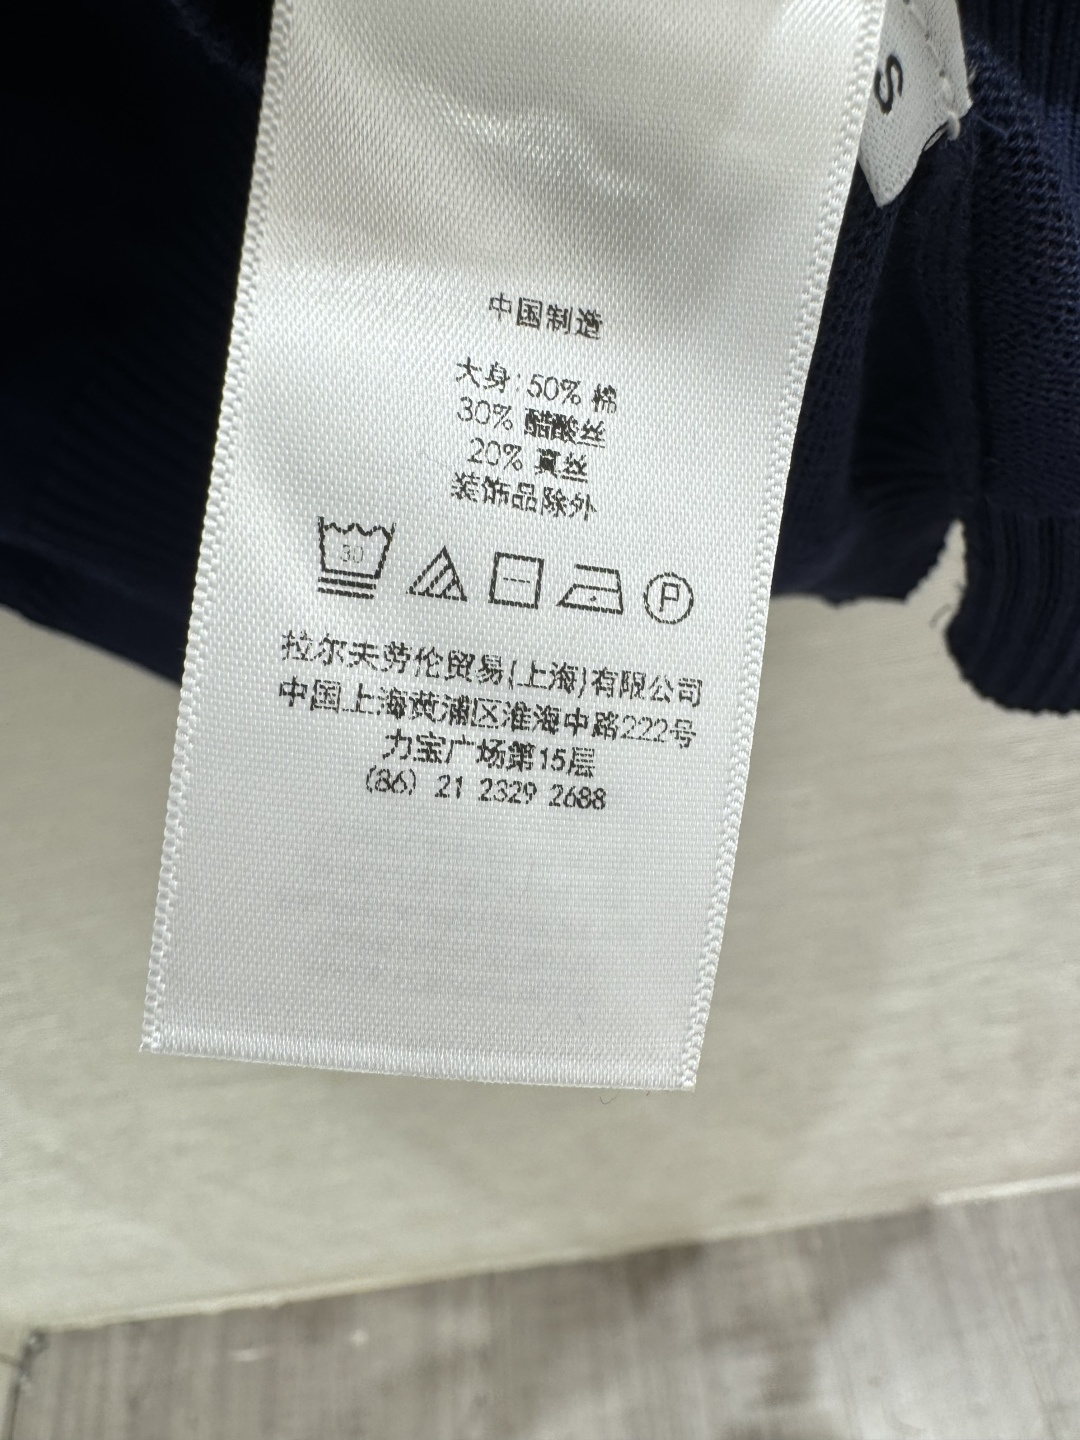 S
中国制造
大身: 50% 棉
30% 醋酸丝
20% 真丝
装饰品除外
30
P
拉尔夫劳伦贸易(上海)有限公司
中国上海黄浦区淮海中路222号
力宝广场第15层
(86) 21 2329 2688